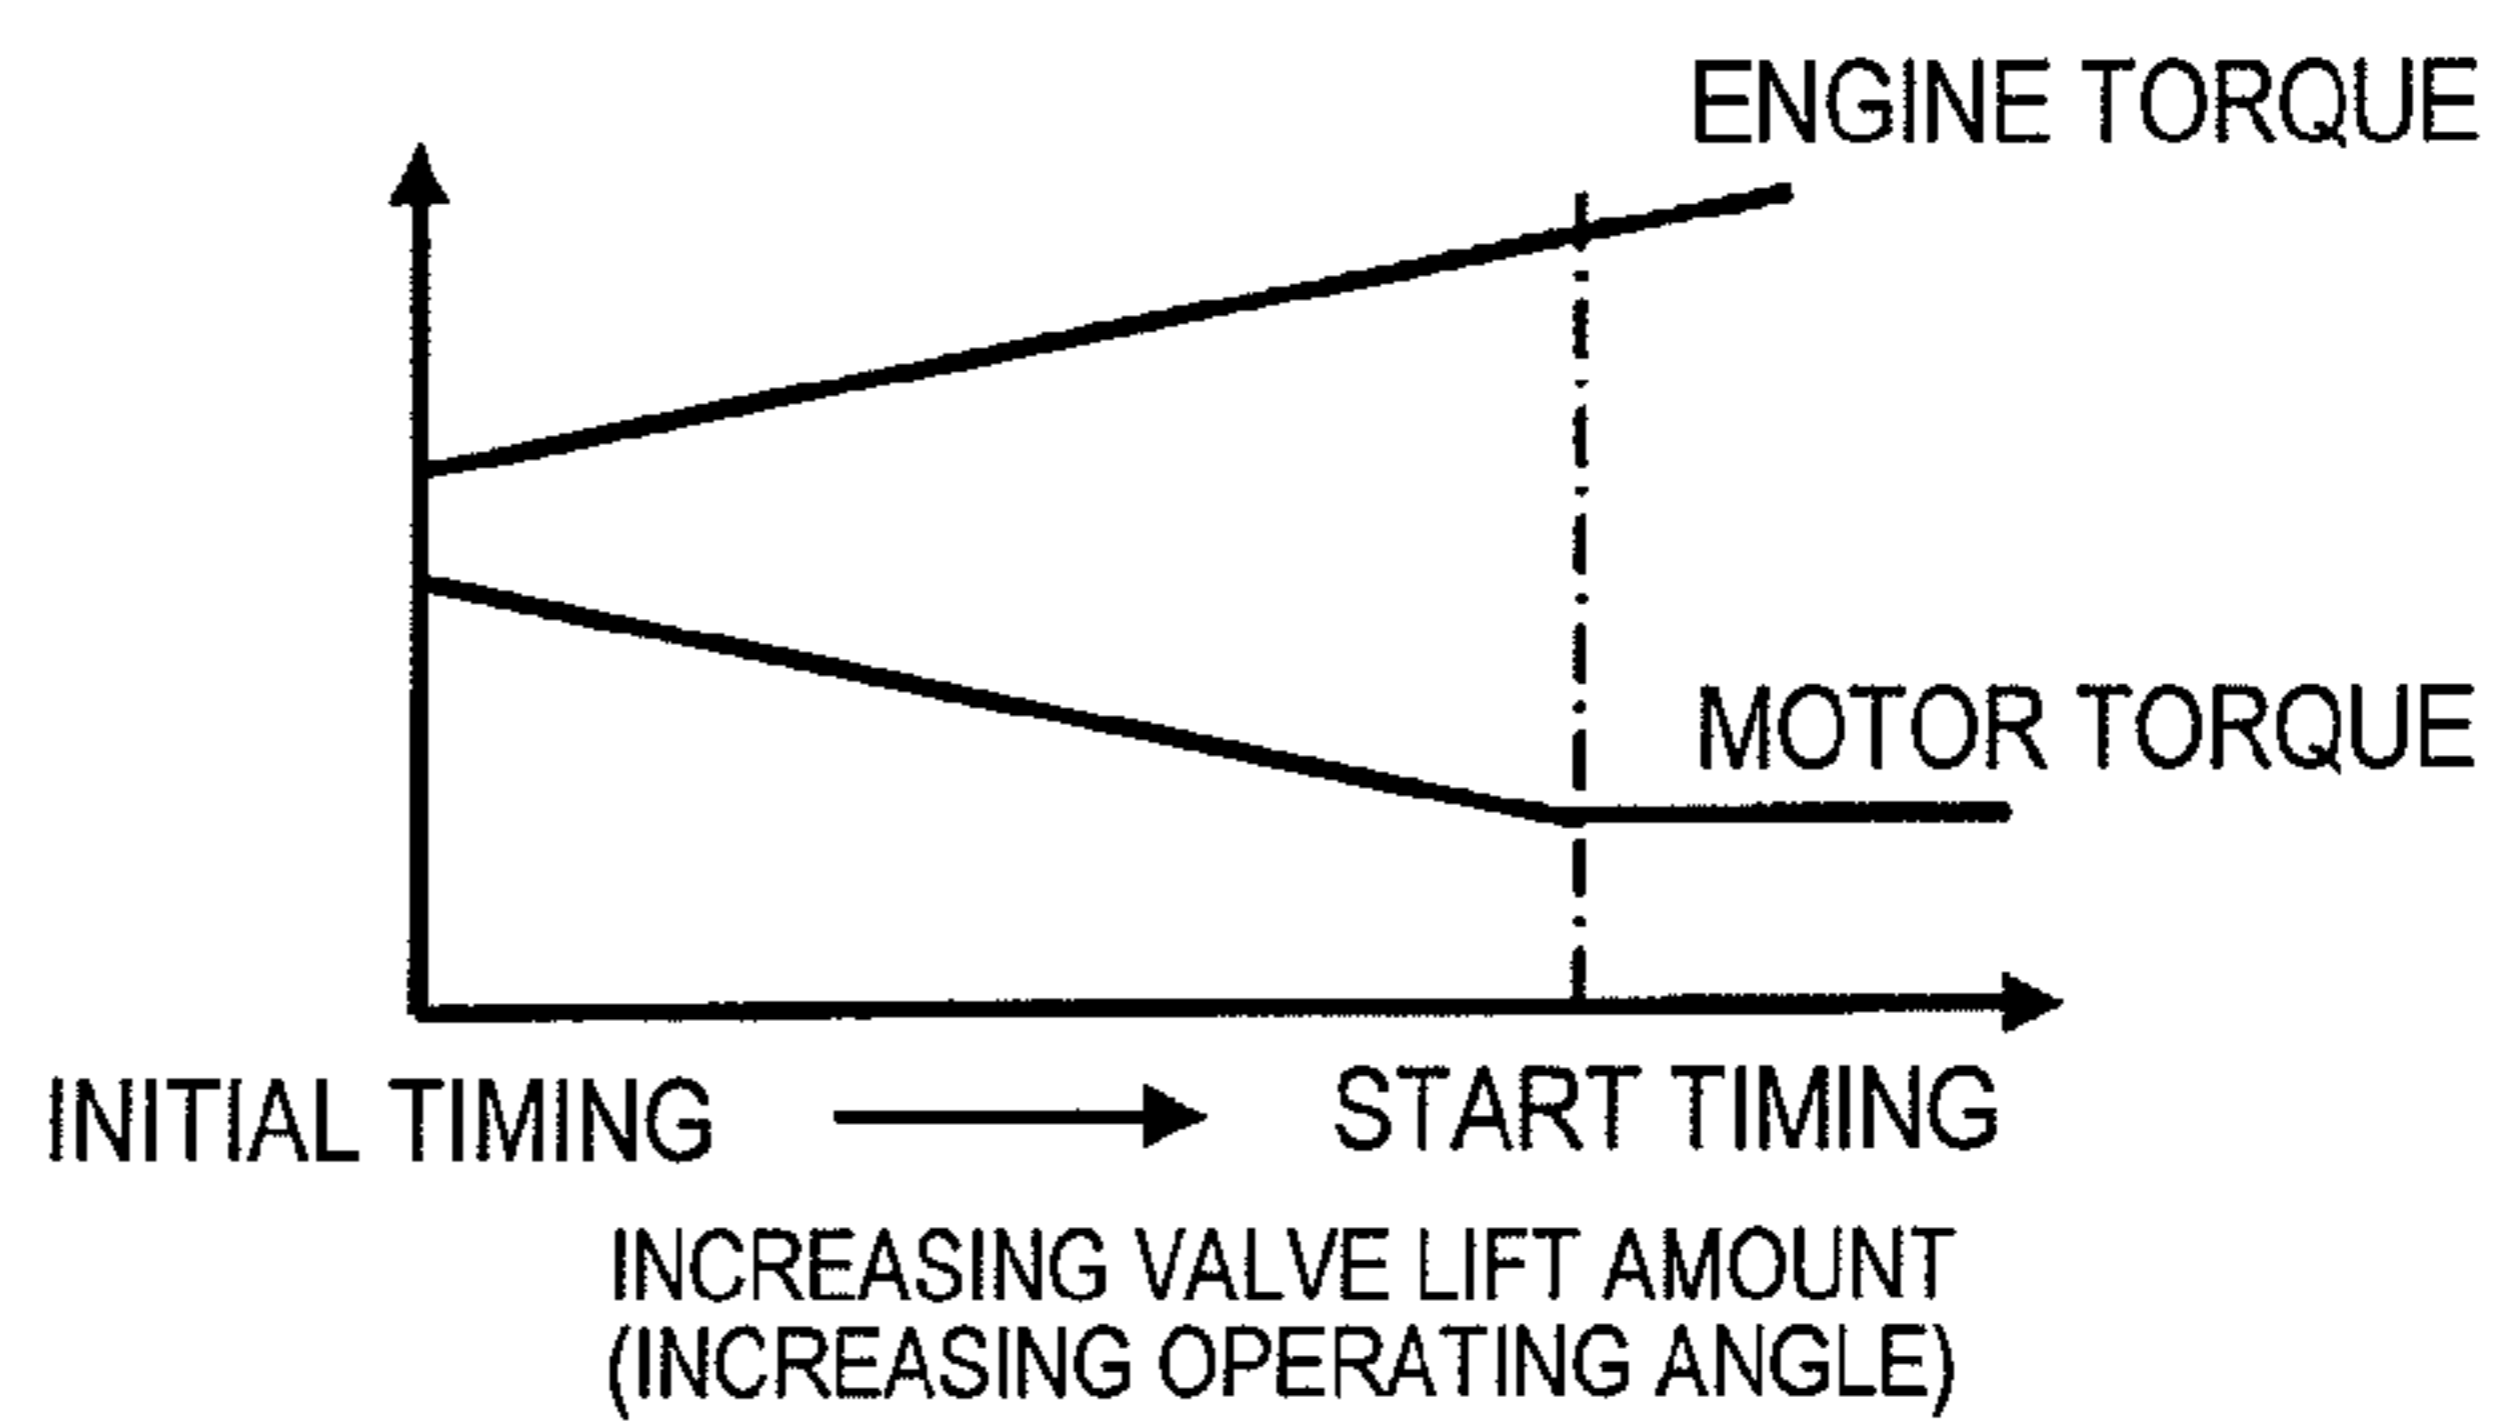 ENGINE TORQUE
MOTOR TORQUE
INITIAL TIMING
START TIMING
INCREASING VALVE LIFT AMOUNT
(INCREASING OPERATING ANGLE)